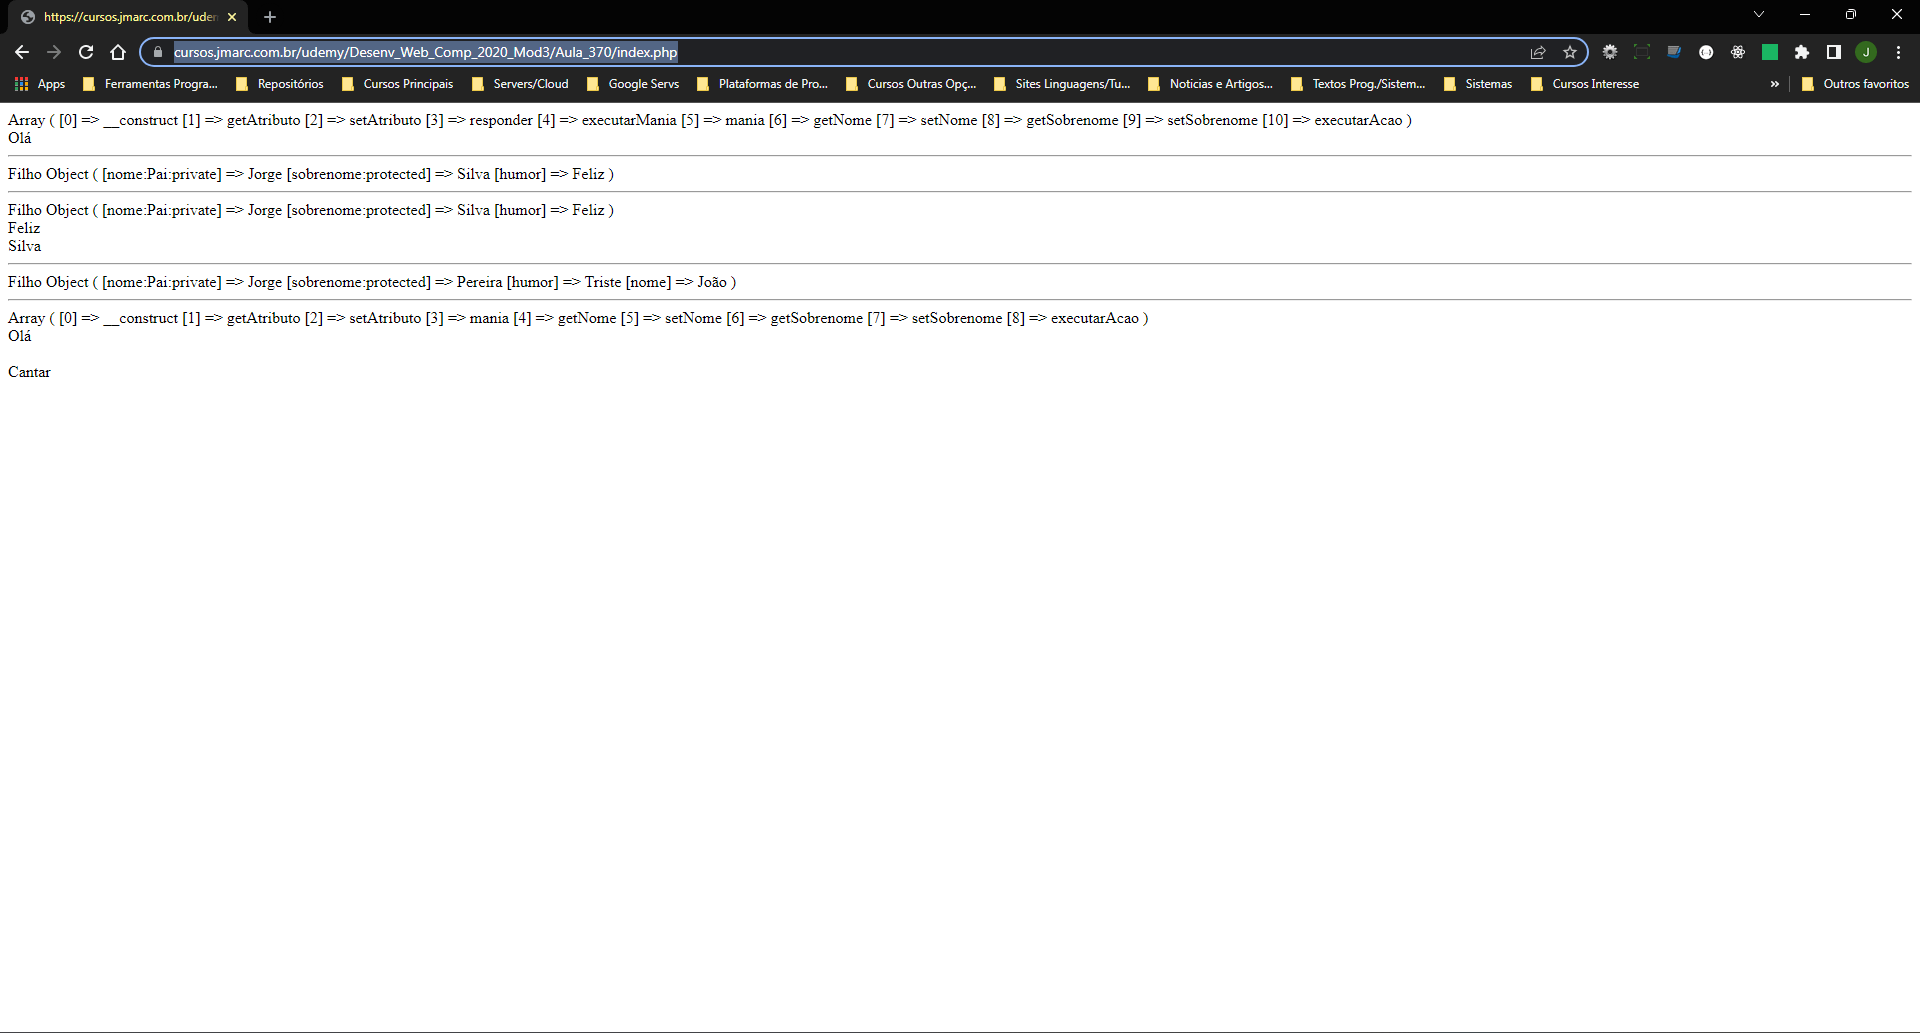 https://cursos.jmarc.com.br/uder
cursos.jmarc.com.br/udemy/Desenv_Web_Comp_2020_Mod3/Aula_370/index.php
J
Apps Ferramentas Progra... Repositórios Cursos Principais Servers/Cloud Google Servs Plataformas de Pro... Cursos Outras Opç... Sites Linguagens/Tu... Noticias e Artigos... Textos Prog./Sistem... Sistemas Cursos Interesse » Outros favoritos
Array ( [0] => __construct [1] => getAtributo [2] => setAtributo [3] => responder [4] => executarMania [5] => mania [6] => getNome [7] => setNome [8] => getSobrenome [9] => setSobrenome [10] => executarAcao )
Olá
Filho Object ( [nome:Pai:private] => Jorge [sobrenome:protected] => Silva [humor] => Feliz )
Filho Object ( [nome:Pai:private] => Jorge [sobrenome:protected] => Silva [humor] => Feliz )
Feliz
Silva
Filho Object ( [nome:Pai:private] => Jorge [sobrenome:protected] => Pereira [humor] => Triste [nome] => João )
Array ( [0] => __construct [1] => getAtributo [2] => setAtributo [3] => mania [4] => getNome [5] => setNome [6] => getSobrenome [7] => setSobrenome [8] => executarAcao )
Olá
Cantar